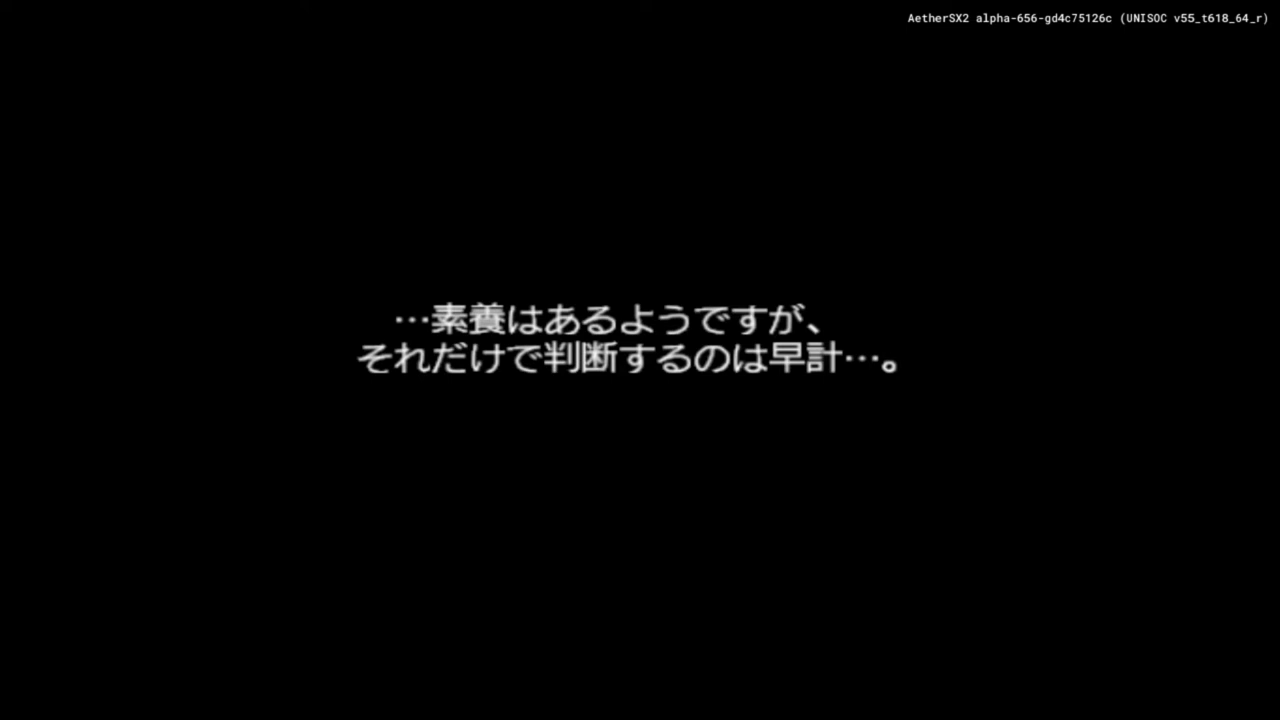 AetherSX2 alpha-656-gd4c75126c (UNISOC v55_t618_64_r)
…素養はあるようですが、
それだけで判断するのは早計…。